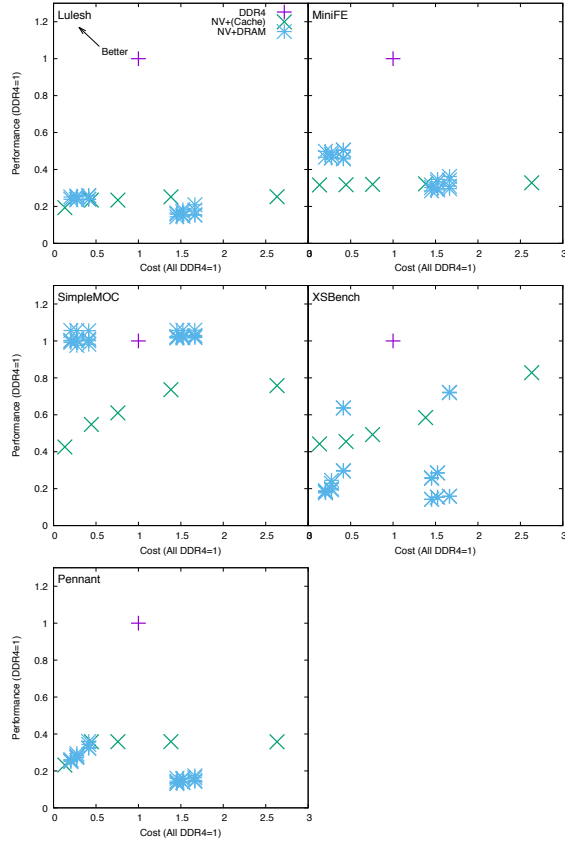 Lulesh
DDR4
NV+(Cache)
NV+DRAM
Better
Performance (DDR4=1)
1.2
1
0.8
0.6
0.4
0.2
0
0 0.5 1 1.5 2 2.5 3
Cost (All DDR4=1)
MiniFE
0 0.5 1 1.5 2 2.5 3
Cost (All DDR4=1)
SimpleMOC
Performance (DDR4=1)
1.2
1
0.8
0.6
0.4
0.2
0
0 0.5 1 1.5 2 2.5 3
Cost (All DDR4=1)
XSBench
0 0.5 1 1.5 2 2.5 3
Cost (All DDR4=1)
Pennant
Performance (DDR4=1)
1.2
1
0.8
0.6
0.4
0.2
0
0 0.5 1 1.5 2 2.5 3
Cost (All DDR4=1)